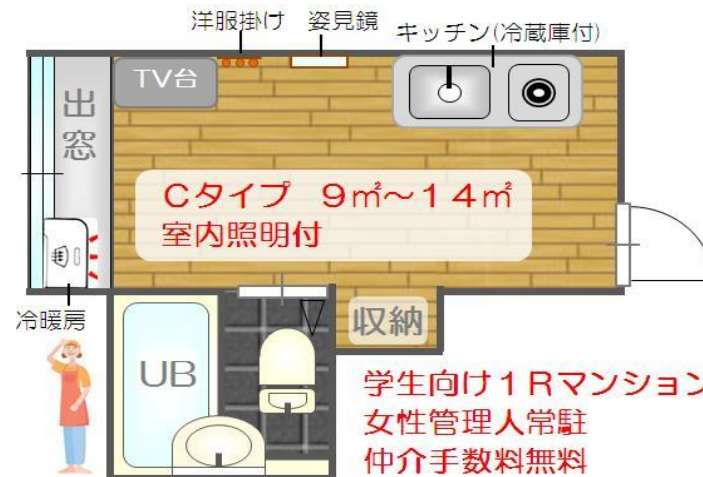 洋服掛け
姿見鏡
キッチン(冷蔵庫付)
TV台
出窓
Cタイプ 9㎡～14㎡
室内照明付
冷暖房
収納
UB
学生向け1Rマンション
女性管理人常駐
仲介手数料無料